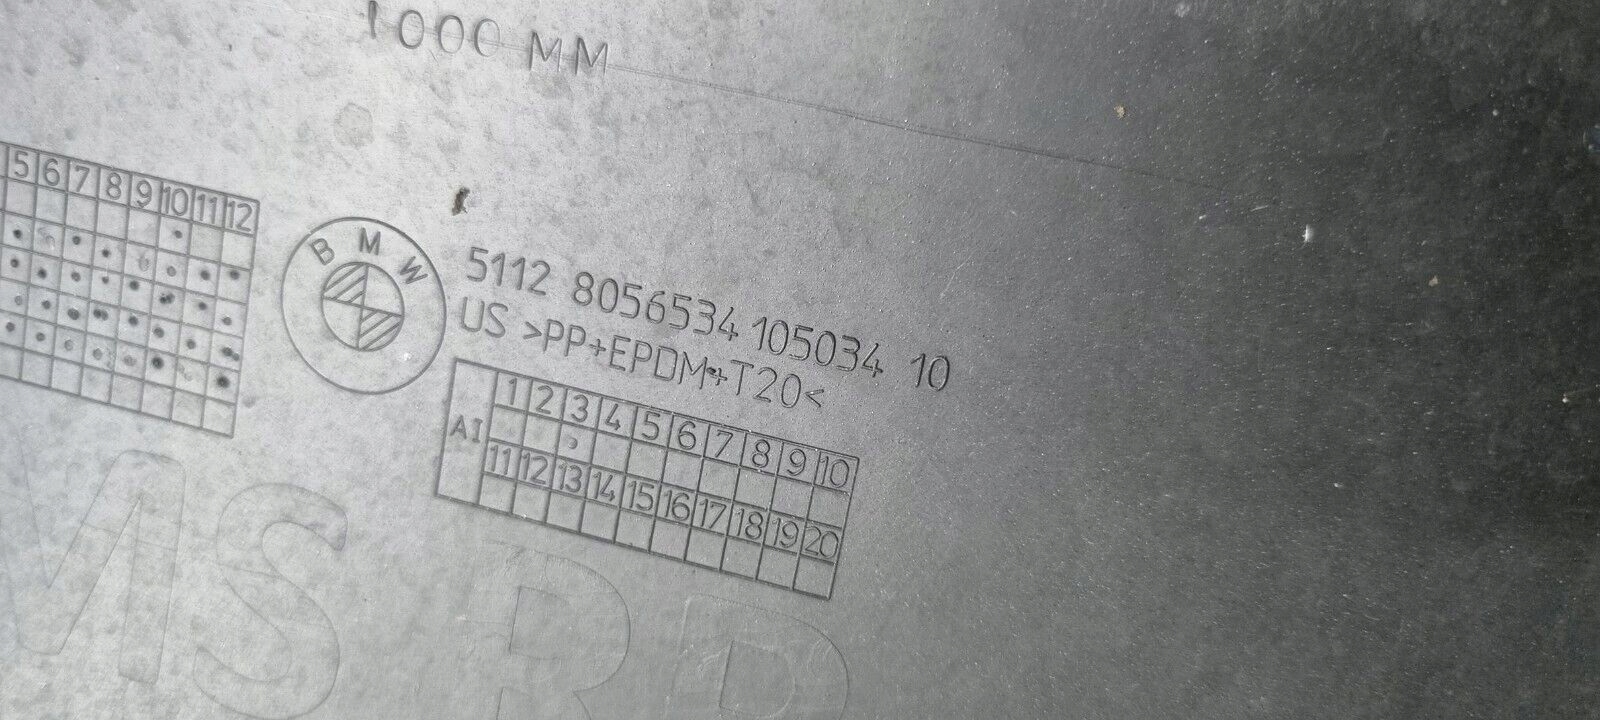 1000 MM
5 6 7 8 9 10 11 12
BMW
5112 8056534 105034 10
US >PP+EPDM+T20<
AI
1 2 3 4 5 6 7 8 9 10
11 12 13 14 15 16 17 18 19 20
MS RP